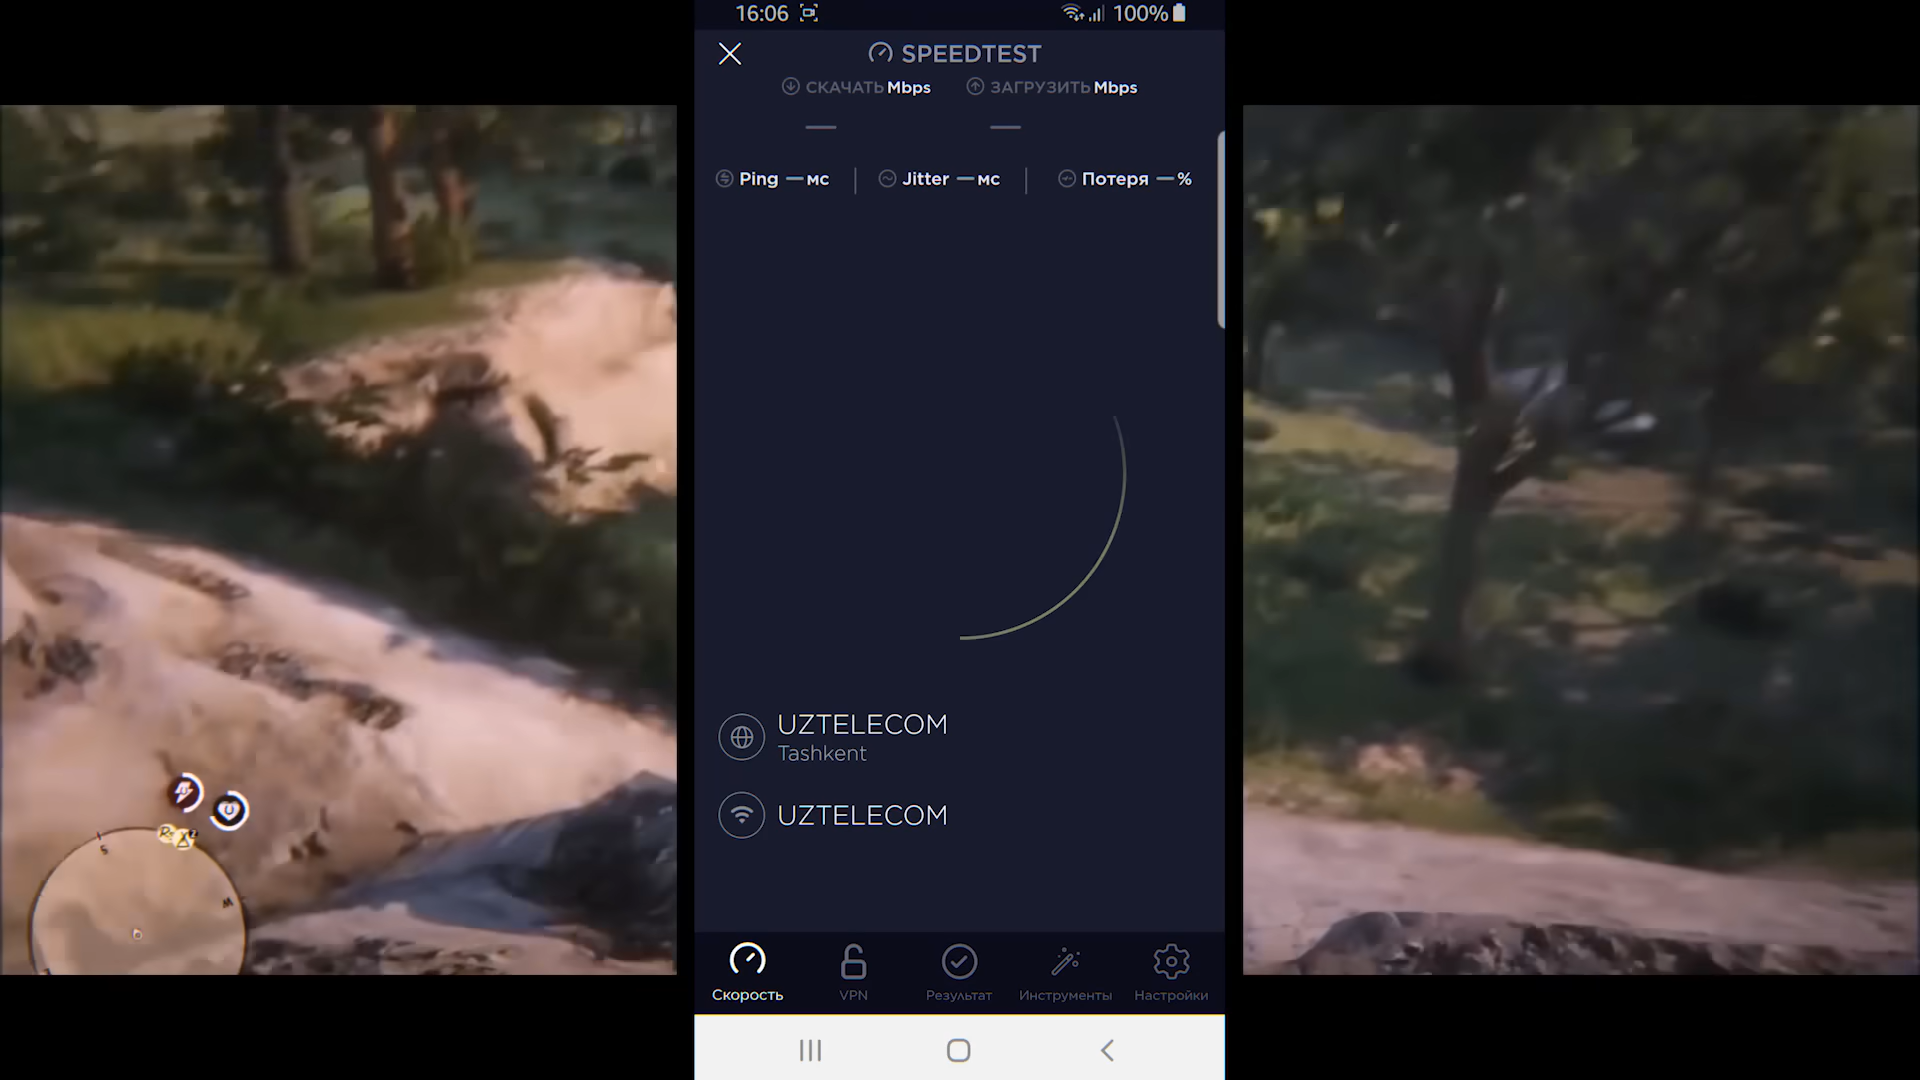 16:06
100%
SPEEDTEST
СКАЧАТЬ Mbps
ЗАГРУЗИТЬ Mbps
Ping — мс
Jitter — мс
Потеря — %
UZTELECOM
Tashkent
UZTELECOM
Скорость
VPN
Результат
Инструменты
Настройки
S
W